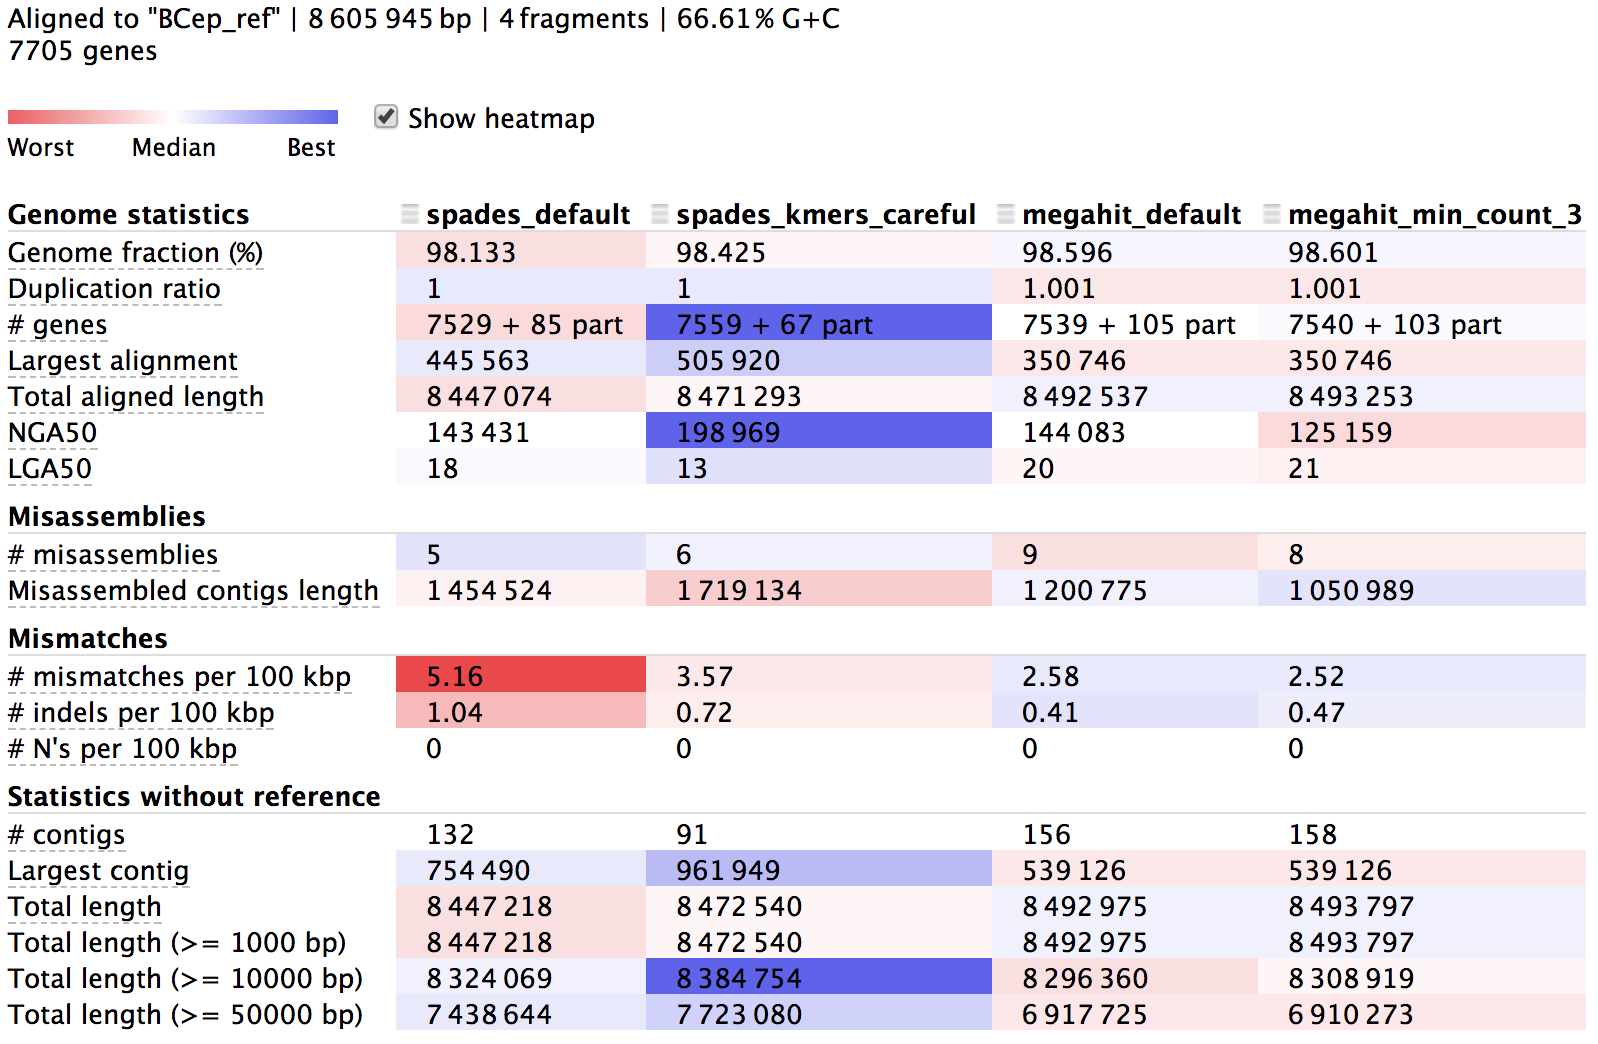 Aligned to "BCep_ref" | 8 605 945 bp | 4 fragments | 66.61% G+C
7705 genes
Show heatmap
Worst Median Best
Genome statistics spades_default spades_kmers_careful megahit_default megahit_min_count_3
Genome fraction (%) 98.133 98.425 98.596 98.601
Duplication ratio 1 1 1.001 1.001
# genes 7529 + 85 part 7559 + 67 part 7539 + 105 part 7540 + 103 part
Largest alignment 445 563 505 920 350 746 350 746
Total aligned length 8 447 074 8 471 293 8 492 537 8 493 253
NGA50 143 431 198 969 144 083 125 159
LGA50 18 13 20 21
Misassemblies
# misassemblies 5 6 9 8
Misassembled contigs length 1 454 524 1 719 134 1 200 775 1 050 989
Mismatches
# mismatches per 100 kbp 5.16 3.57 2.58 2.52
# indels per 100 kbp 1.04 0.72 0.41 0.47
# N's per 100 kbp 0 0 0 0
Statistics without reference
# contigs 132 91 156 158
Largest contig 754 490 961 949 539 126 539 126
Total length 8 447 218 8 472 540 8 492 975 8 493 797
Total length (>= 1000 bp) 8 447 218 8 472 540 8 492 975 8 493 797
Total length (>= 10000 bp) 8 324 069 8 384 754 8 296 360 8 308 919
Total length (>= 50000 bp) 7 438 644 7 723 080 6 917 725 6 910 273